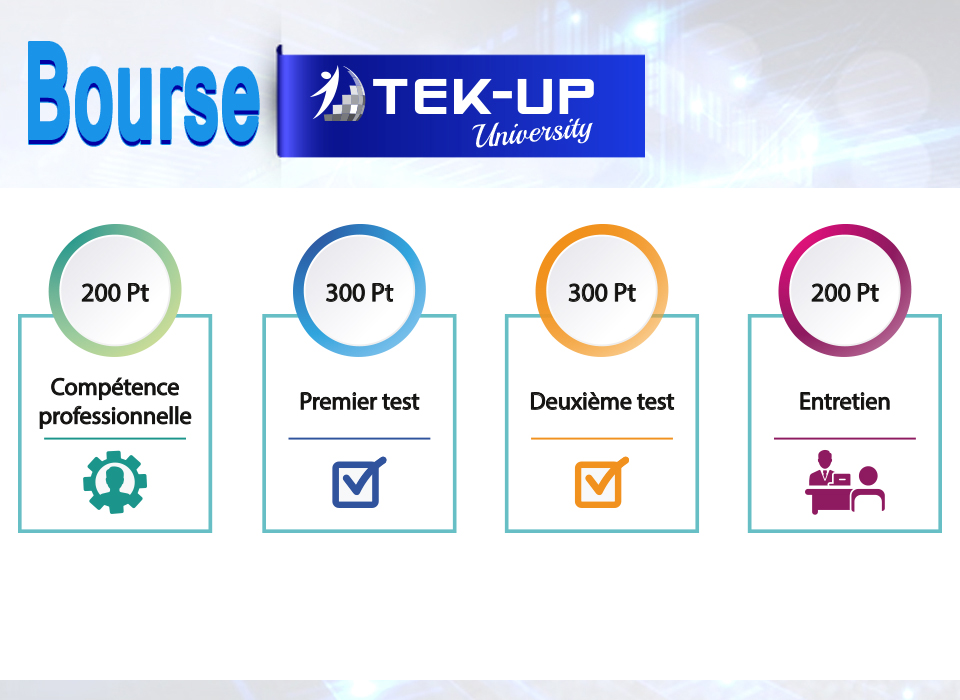 Bourse
TEK-UP
University
200 Pt
300 Pt
300 Pt
200 Pt
Compétence
professionnelle
Premier test
Deuxième test
Entretien